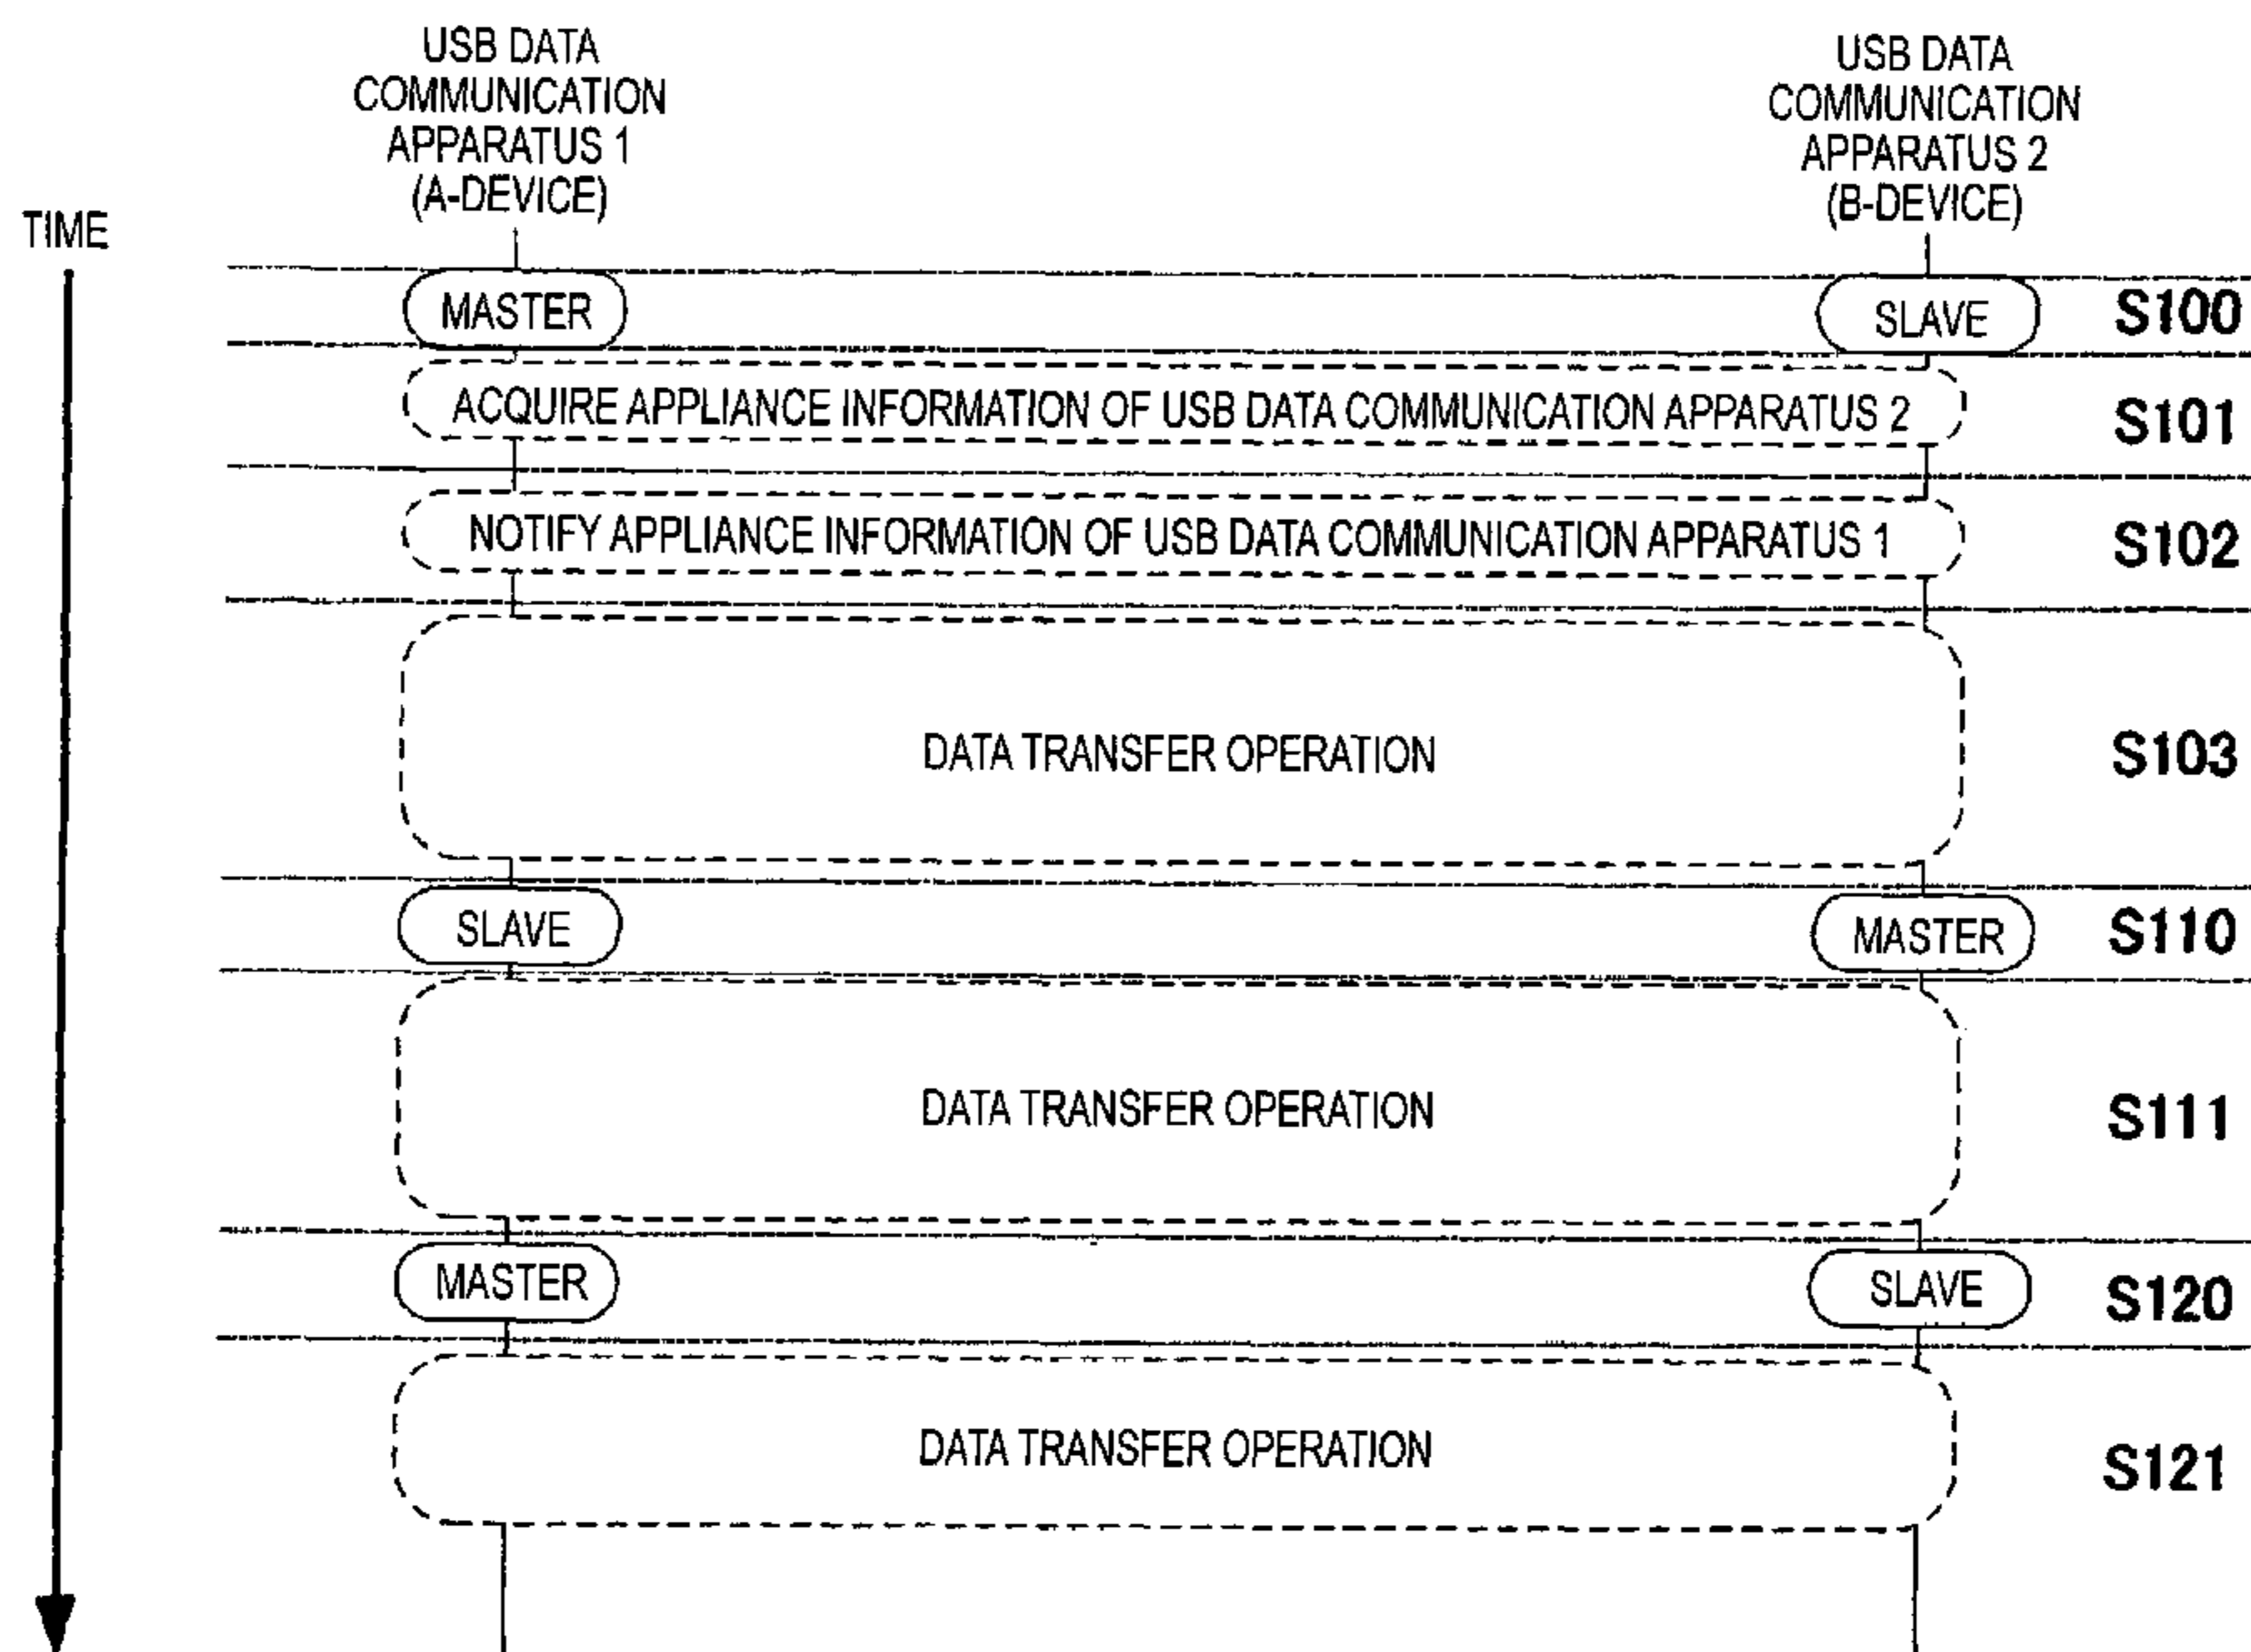 USB DATA
COMMUNICATION
APPARATUS 1
(A-DEVICE)
USB DATA
COMMUNICATION
APPARATUS 2
(B-DEVICE)
TIME
MASTER
SLAVE
S100
ACQUIRE APPLIANCE INFORMATION OF USB DATA COMMUNICATION APPARATUS 2
S101
NOTIFY APPLIANCE INFORMATION OF USB DATA COMMUNICATION APPARATUS 1
S102
DATA TRANSFER OPERATION
S103
SLAVE
MASTER
S110
DATA TRANSFER OPERATION
S111
MASTER
SLAVE
S120
DATA TRANSFER OPERATION
S121